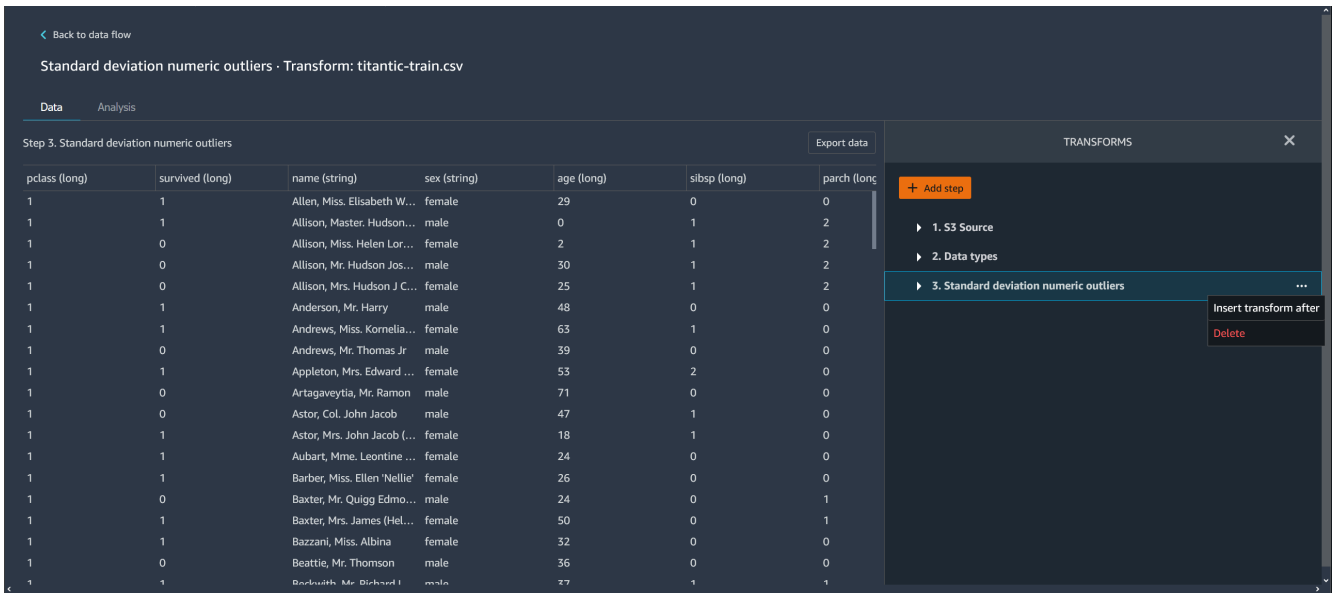 Back to data flow
Standard deviation numeric outliers · Transform: titantic-train.csv
Data Analysis
Step 3. Standard deviation numeric outliers Export data
pclass (long) survived (long) name (string) sex (string) age (long) sibsp (long) parch (long
1 1 Allen, Miss. Elisabeth W... female 29 0 0
1 1 Allison, Master. Hudson... male 0 1 2
1 0 Allison, Miss. Helen Lor... female 2 1 2
1 0 Allison, Mr. Hudson Jos... male 30 1 2
1 0 Allison, Mrs. Hudson J C... female 25 1 2
1 1 Anderson, Mr. Harry male 48 0 0
1 1 Andrews, Miss. Kornelia... female 63 1 0
1 0 Andrews, Mr. Thomas Jr male 39 0 0
1 1 Appleton, Mrs. Edward ... female 53 2 0
1 0 Artagaveytia, Mr. Ramon male 71 0 0
1 0 Astor, Col. John Jacob male 47 1 0
1 1 Astor, Mrs. John Jacob (... female 18 1 0
1 1 Aubart, Mme. Leontine ... female 24 0 0
1 1 Barber, Miss. Ellen 'Nellie' female 26 0 0
1 0 Baxter, Mr. Quigg Edmo... male 24 0 1
1 1 Baxter, Mrs. James (Hel... female 50 0 1
1 1 Bazzani, Miss. Albina female 32 0 0
1 0 Beattie, Mr. Thomson male 36 0 0
1 1 Beckwith, Mr. Richard L male 37 1 1
TRANSFORMS
+ Add step
1. S3 Source
2. Data types
3. Standard deviation numeric outliers ...
Insert transform after
Delete